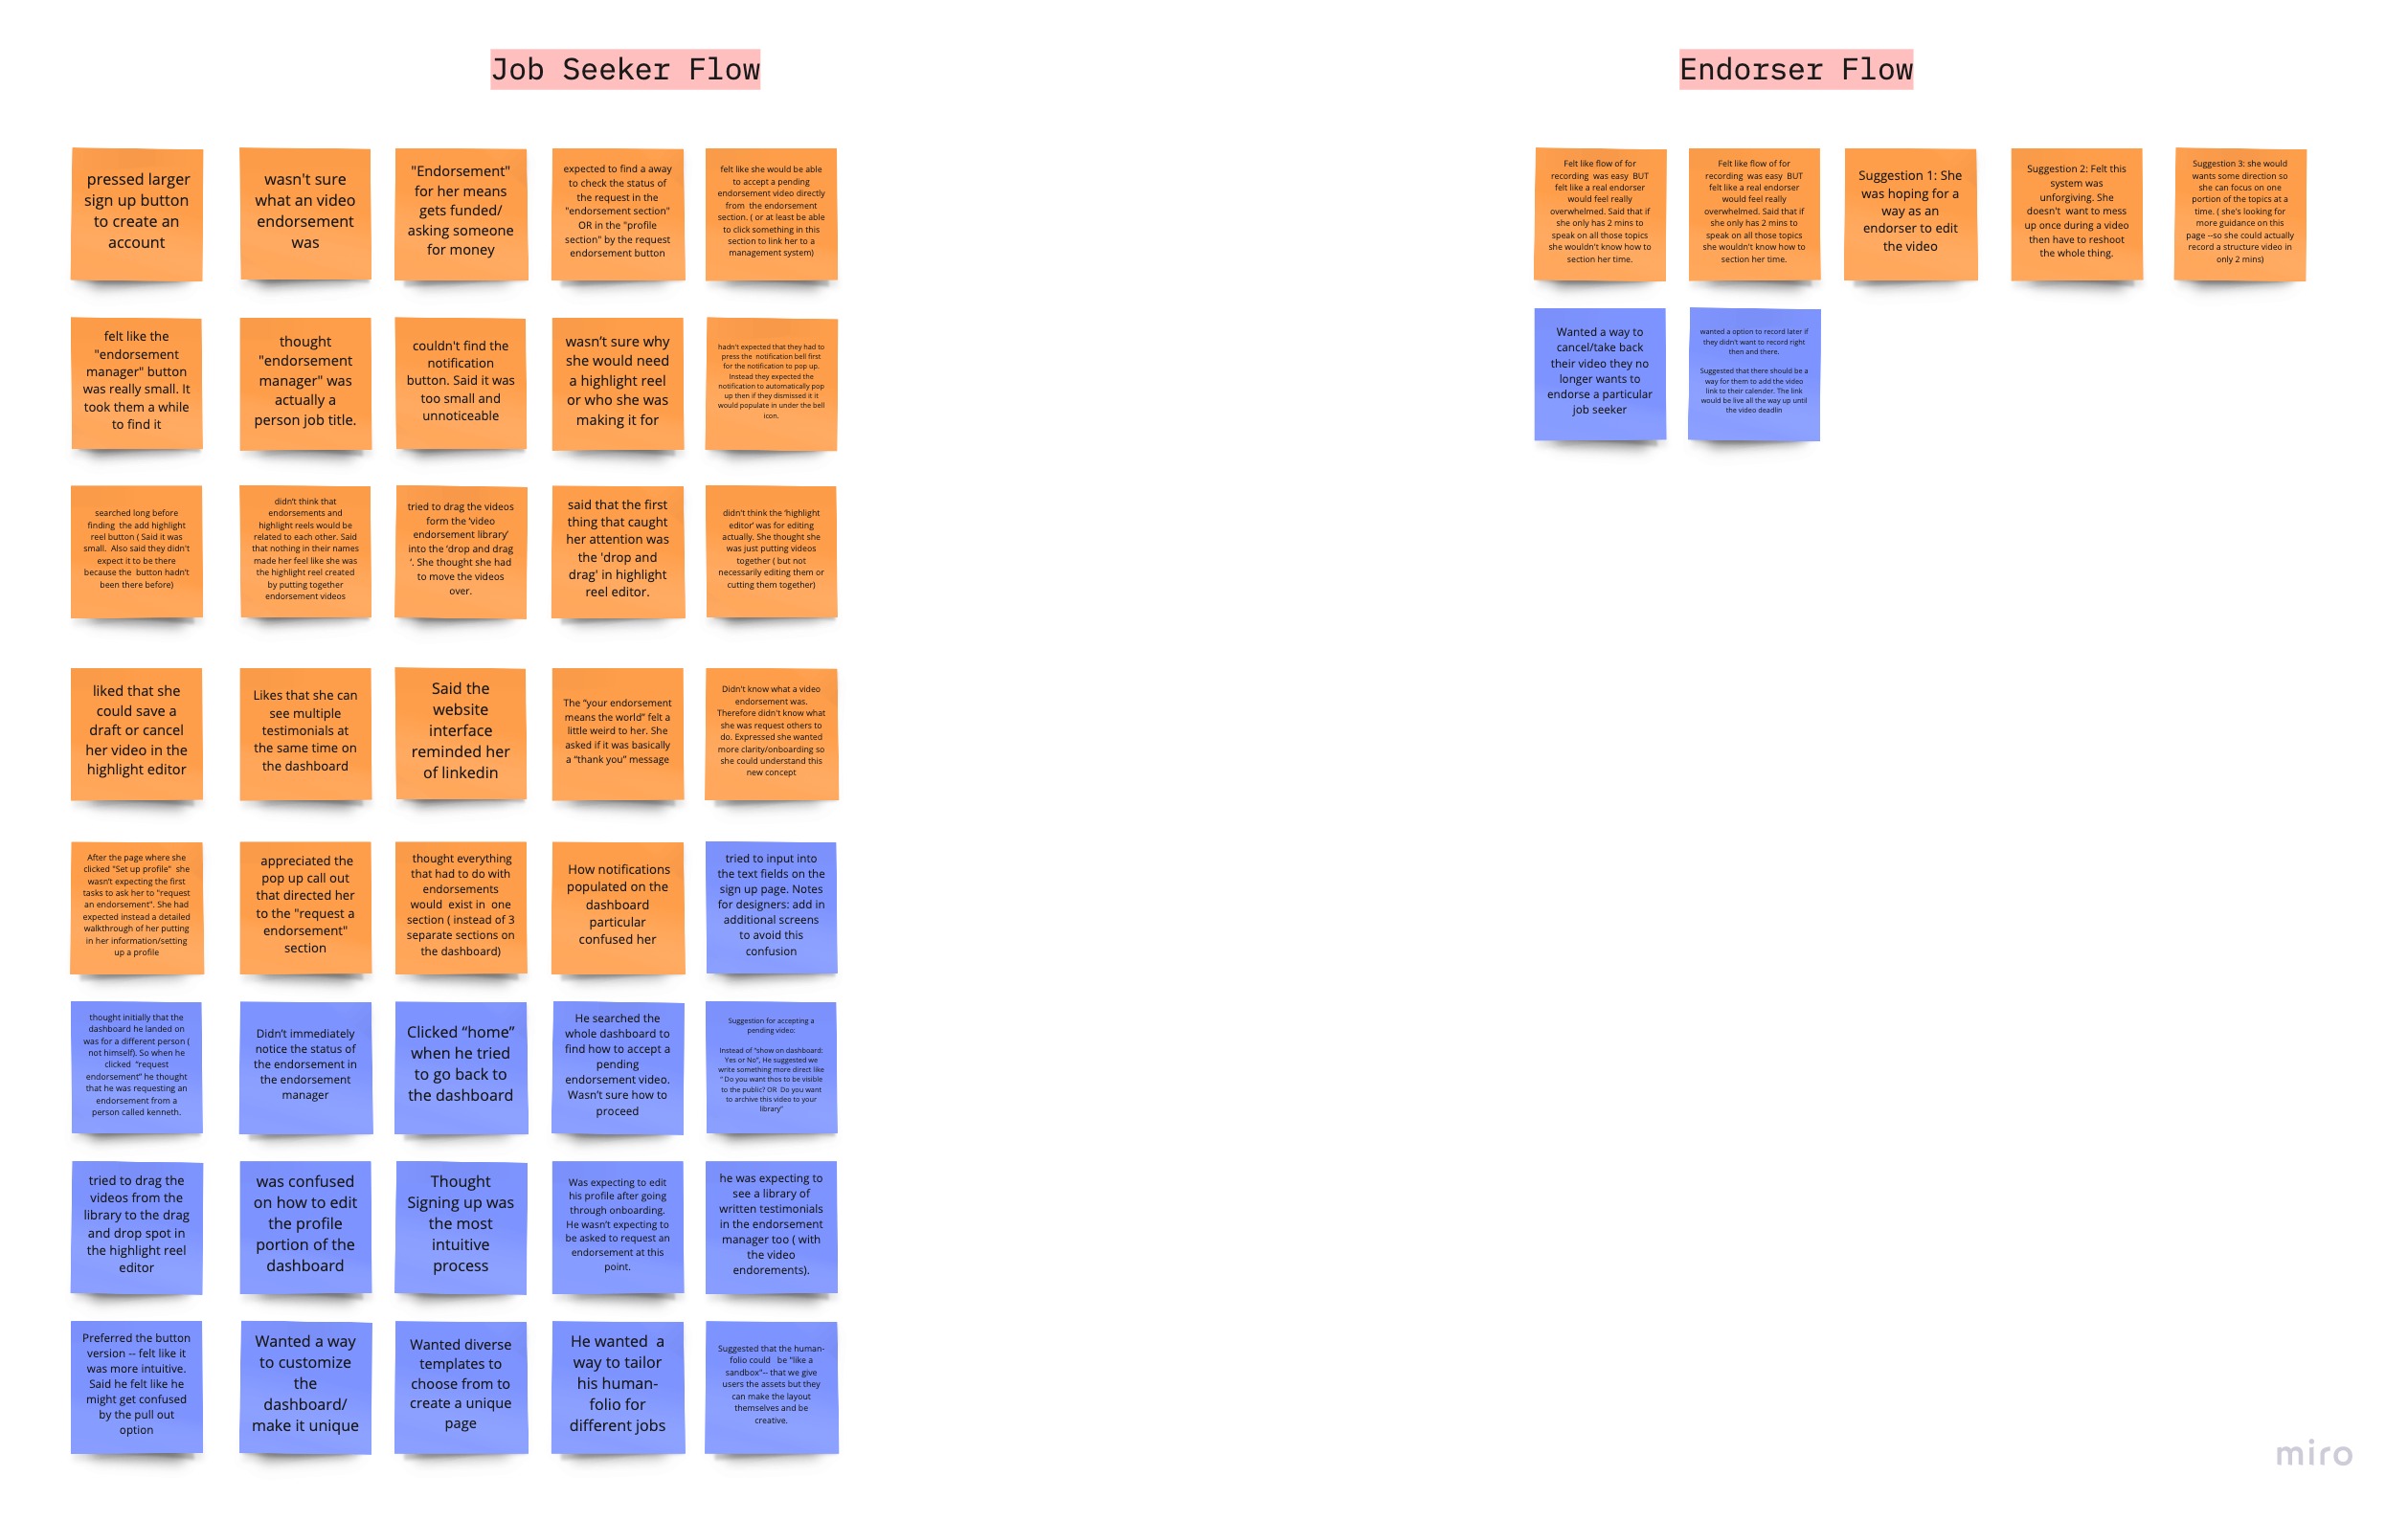 Job Seeker Flow
pressed larger
sign up button
to create an
account
wasn't sure
what an video
endorsement
was
"Endorsement"
for her means
gets funded/
asking someone
for money
expected to find a away
to check the status of
the request in the
"endorsement section"
OR in the "profile
section" by the request
endorsement button
felt like she would be able
to accept a pending
endorsement video directly
from the endorsement
section. ( or at least be able
to click something in this
section to link her to a
management system)
felt like the
"endorsement
manager" button
was really small. It
took them a while
to find it
thought
"endorsement
manager" was
actually a
person job title.
couldn't find the
notification
button. Said it was
too small and
unnoticeable
wasn't sure why
she would need
a highlight reel
or who she was
making it for
hadn't expected that they had to
press the notification bell first
for the notification to pop up.
Instead they expected the
notification to automatically pop
up then if they dismissed it it
would populate in under the bell
icon.
searched long before
finding the add highlight
reel button ( Said it was
small. Also said they didn't
expect it to be there
because the button hadn't
been there before)
didn't think that
endorsements and
highlight reels would be
related to each other. Said
that nothing in their names
made her feel like she was
the highlight reel created
by putting together
endorsement videos
tried to drag the videos
form the 'video
endorsement library'
into the 'drop and drag
'. She thought she had
to move the videos
over.
said that the first
thing that caught
her attention was
the 'drop and
drag' in highlight
reel editor.
didn't think the 'highlight
editor' was for editing
actually. She thought she
was just putting videos
together ( but not
necessarily editing them or
cutting them together)
liked that she
could save a
draft or cancel
her video in the
highlight editor
Likes that she can
see multiple
testimonials at
the same time on
the dashboard
Said the
website
interface
reminded her
of linkedin
The "your endorsement
means the world" felt a
little weird to her. She
asked if it was basically
a "thank you" message
Didn't know what a video
endorsement was.
Therefore didn't know what
she was request others to
do. Expressed she wanted
more clarity/onboarding so
she could understand this
new concept
After the page where she
clicked "Set up profile" she
wasn't expecting the first
tasks to ask her to "request
an endorsement". She had
expected instead a detailed
walkthrough of her putting
in her information/setting
up a profile
appreciated the
pop up call out
that directed her
to the "request a
endorsement"
section
thought everything
that had to do with
endorsements
would exist in one
section ( instead of 3
separate sections on
the dashboard)
How notifications
populated on the
dashboard
particular
confused her
tried to input into
the text fields on the
sign up page. Notes
for designers: add in
additional screens
to avoid this
confusion
thought initially that the
dashboard he landed on
was for a different person (
not himself). So when he
clicked "request
endorsement" he thought
that he was requesting an
endorsement from a
person called kenneth.
Didn't immediately
notice the status of
the endorsement in
the endorsement
manager
Clicked "home"
when he tried
to go back to
the dashboard
He searched the
whole dashboard to
find how to accept a
pending
endorsement video.
Wasn't sure how to
proceed
Suggestion for accepting a
pending video:
Instead of "show on dashboard:
Yes or No", He suggested we
write something more direct like
" Do you want thos to be visible
to the public? OR Do you want
to archive this video to your
library"
tried to drag the
videos from the
library to the drag
and drop spot in
the highlight reel
editor
was confused
on how to edit
the profile
portion of the
dashboard
Thought
Signing up was
the most
intuitive
process
Was expecting to edit
his profile after going
through onboarding.
He wasn't expecting to
be asked to request an
endorsement at this
point.
he was expecting to
see a library of
written testimonials
in the endorsement
manager too ( with
the video
endorements).
Preferred the button
version -- felt like it
was more intuitive.
Said he felt like he
might get confused
by the pull out
option
Wanted a way
to customize
the
dashboard/
make it unique
Wanted diverse
templates to
choose from to
create a unique
page
He wanted a
way to tailor
his human-
folio for
different jobs
Suggested that the human-
folio could be "like a
sandbox"-- that we give
users the assets but they
can make the layout
themselves and be
creative.
Endorser Flow
Felt like flow of for
recording was easy BUT
felt like a real endorser
would feel really
overwhelmed. Said that if
she only has 2 mins to
speak on all those topics
she wouldn't know how to
section her time.
Felt like flow of for
recording was easy BUT
felt like a real endorser
would feel really
overwhelmed. Said that if
she only has 2 mins to
speak on all those topics
she wouldn't know how to
section her time.
Suggestion 1: She
was hoping for a
way as an
endorser to edit
the video
Suggestion 2: Felt this
system was
unforgiving. She
doesn't want to mess
up once during a video
then have to reshoot
the whole thing.
Suggestion 3: she would
wants some direction so
she can focus on one
portion of the topics at a
time. ( she's looking for
more guidance on this
page --so she could actually
record a structure video in
only 2 mins)
Wanted a way to
cancel/take back
their video they no
longer wants to
endorse a particular
job seeker
wanted a option to record later if
they didn't want to record right
then and there.
Suggested that there should be a
way for them to add the video
link to their calender. The link
would be live all the way up until
the video deadlin
miro